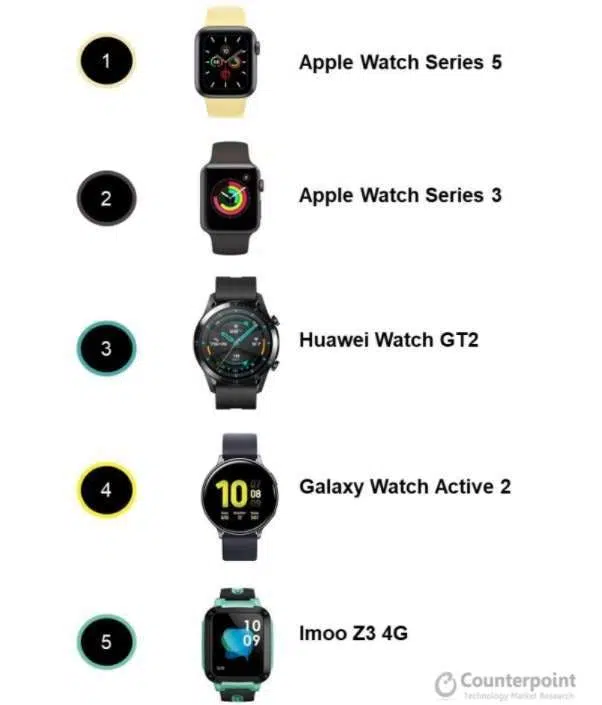 1
Apple Watch Series 5
2
Apple Watch Series 3
3
Huawei Watch GT2
4
Galaxy Watch Active 2
10
08
5
Imoo Z3 4G
10
09
Counterpoint
Technology Market Research